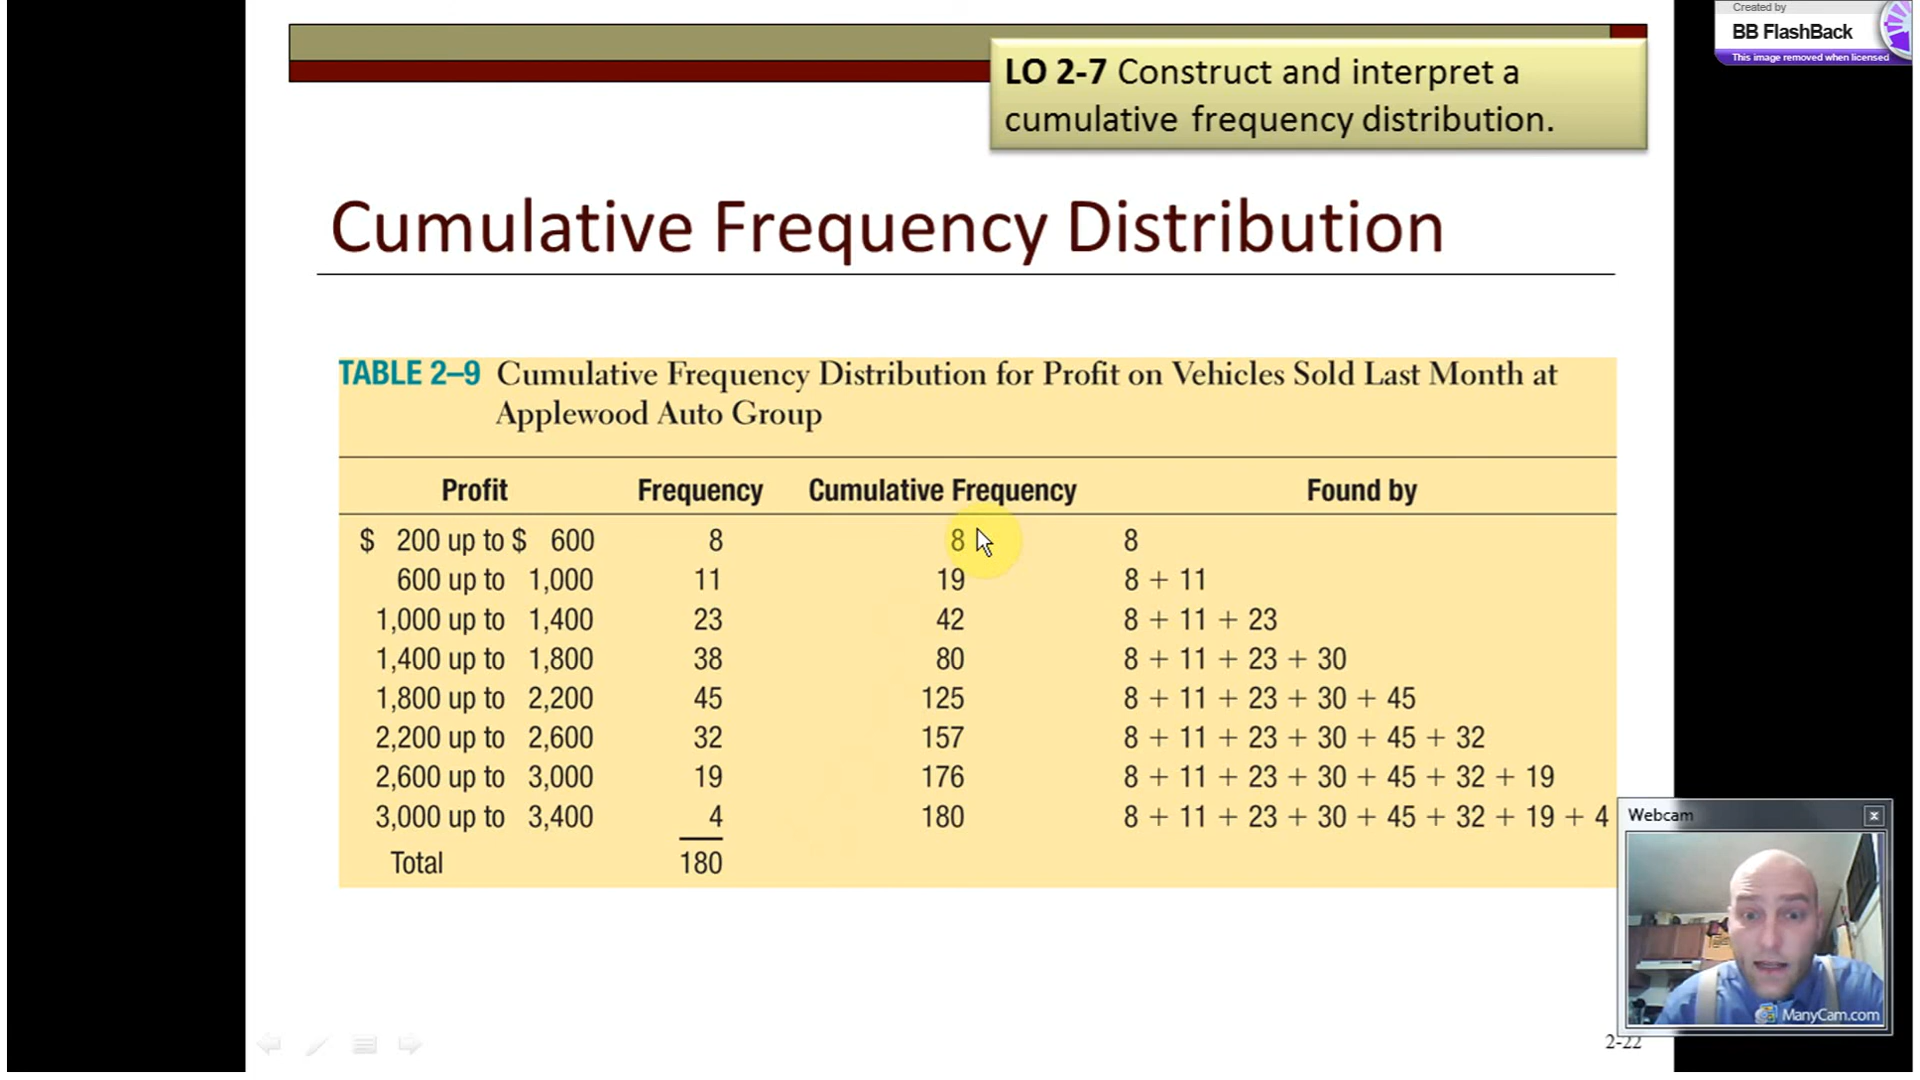 Created by
BB FlashBack
This image removed when licensed
LO 2-7 Construct and interpret a
cumulative frequency distribution.
Cumulative Frequency Distribution
TABLE 2–9 Cumulative Frequency Distribution for Profit on Vehicles Sold Last Month at
Applewood Auto Group
Profit Frequency Cumulative Frequency Found by
$ 200 up to $ 600 8 8 8
600 up to 1,000 11 19 8 + 11
1,000 up to 1,400 23 42 8 + 11 + 23
1,400 up to 1,800 38 80 8 + 11 + 23 + 30
1,800 up to 2,200 45 125 8 + 11 + 23 + 30 + 45
2,200 up to 2,600 32 157 8 + 11 + 23 + 30 + 45 + 32
2,600 up to 3,000 19 176 8 + 11 + 23 + 30 + 45 + 32 + 19
3,000 up to 3,400 4 180 8 + 11 + 23 + 30 + 45 + 32 + 19 + 4
Total 180
Webcam
ManyCam.com
2-22